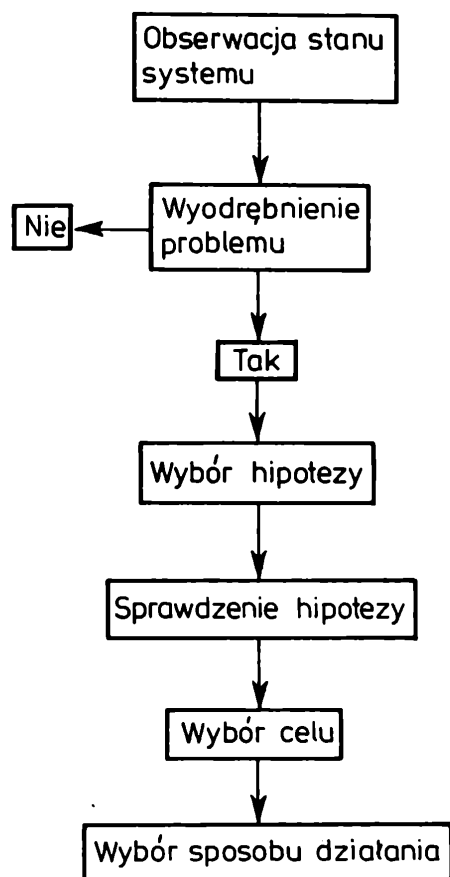 Obserwacja stanu
systemu
Wyodrębnienie
problemu
Nie
Tak
Wybór hipotezy
Sprawdzenie hipotezy
Wybór celu
Wybór sposobu działania